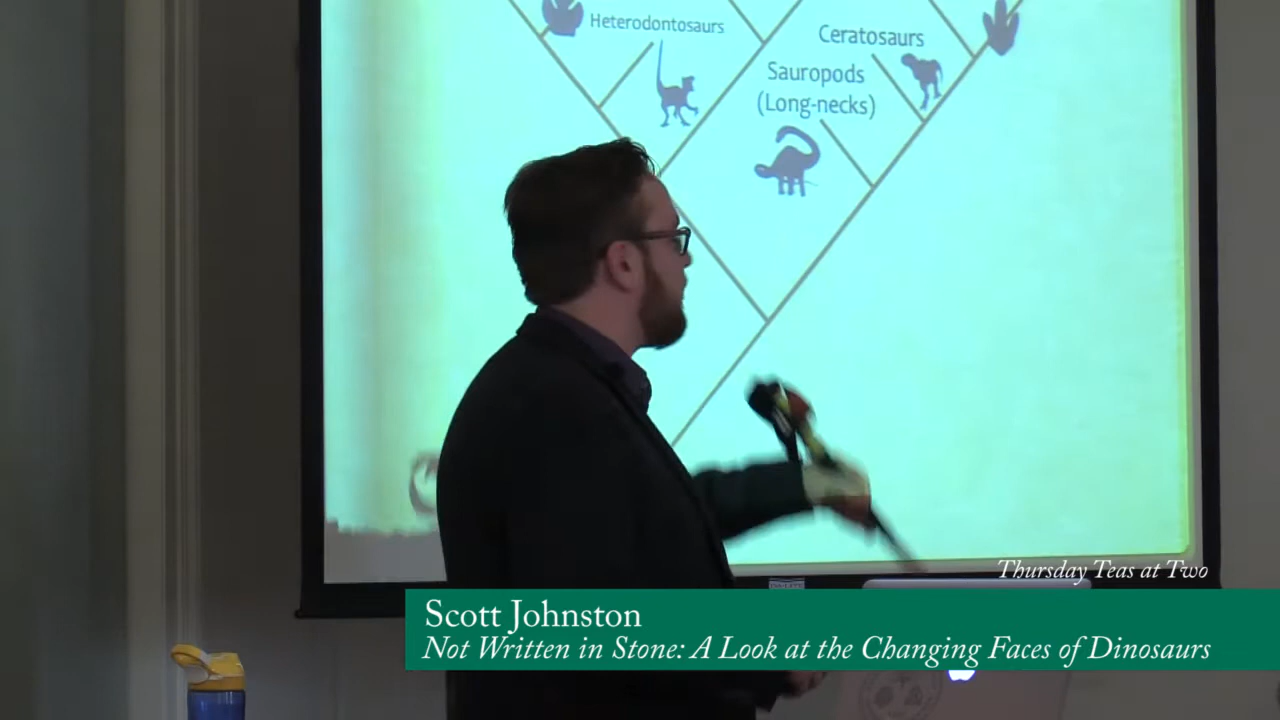 Heterodontosaurs
Ceratosaurs
Sauropods
(Long-necks)
Thursday Teas at Two
Scott Johnston
Not Written in Stone: A Look at the Changing Faces of Dinosaurs